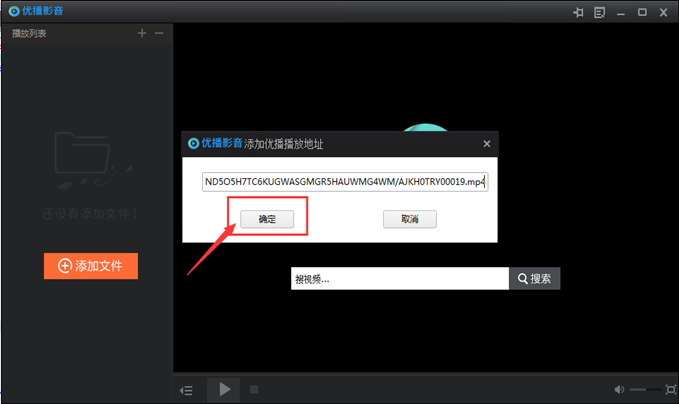 优播影音
播放列表
优播影音 添加优播播放地址
ND5O5H7TC6KUGWASGMGR5HAUWMG4WM/AJKH0TRY00019.mp4
确定
取消
还没有添加文件！
添加文件
搜视频...
搜索